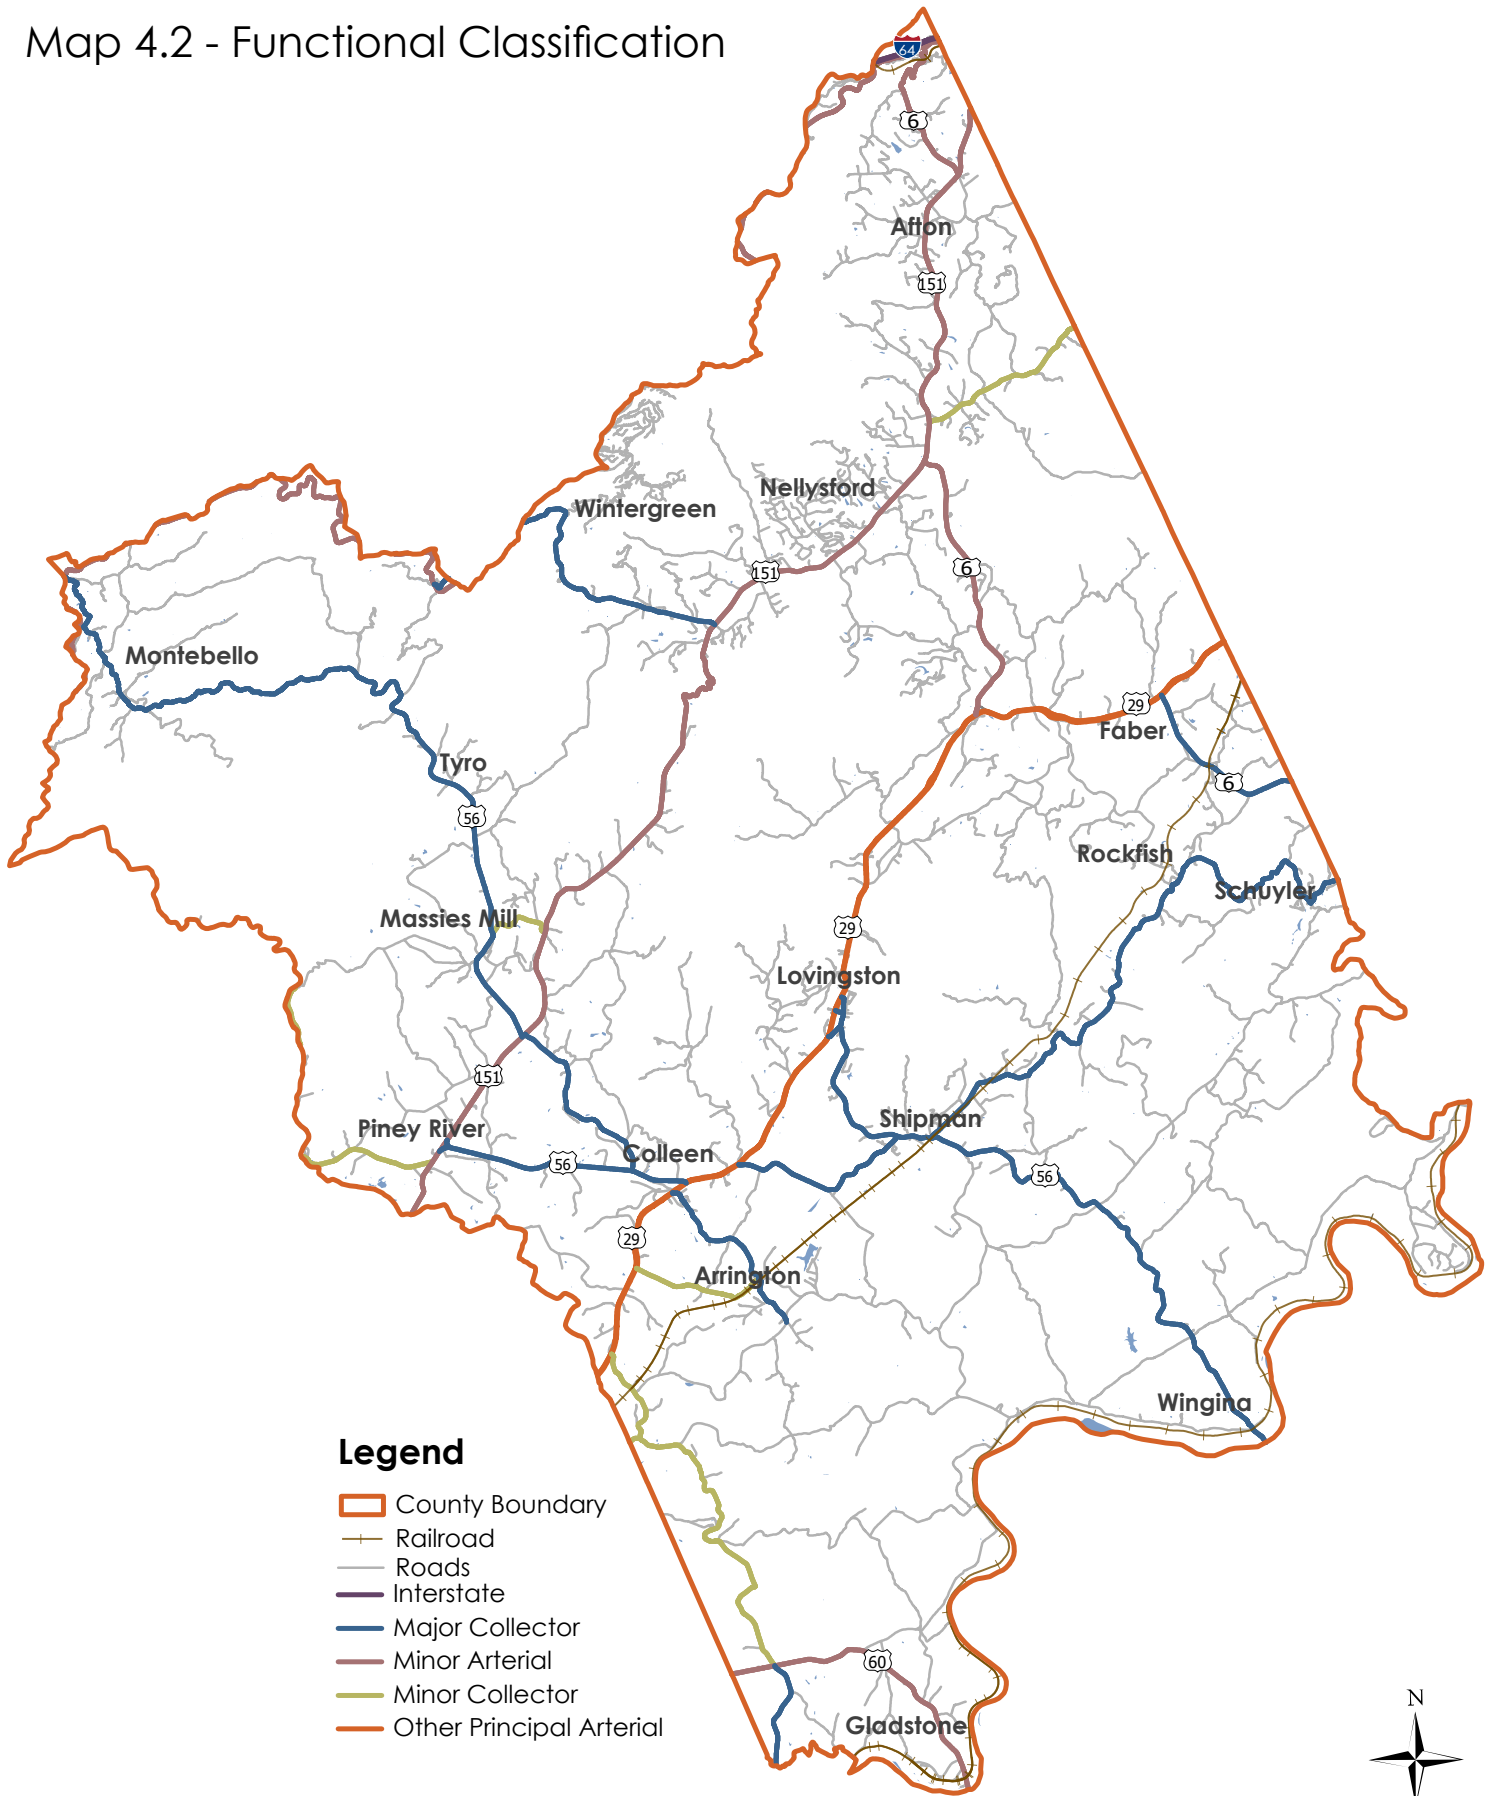 Map 4.2 - Functional Classification
64
6
Afton
151
Nellysford
Wintergreen
151
6
Montebello
29
Faber
Tyro
6
56
Rockfish
Schuyler
Massies Mill
29
Lovingston
151
Shipman
Piney River
Colleen
56
56
29
Arrington
Wingina
Legend
County Boundary
Railroad
Roads
Interstate
Major Collector
Minor Arterial
Minor Collector
Other Principal Arterial
60
Gladstone
N